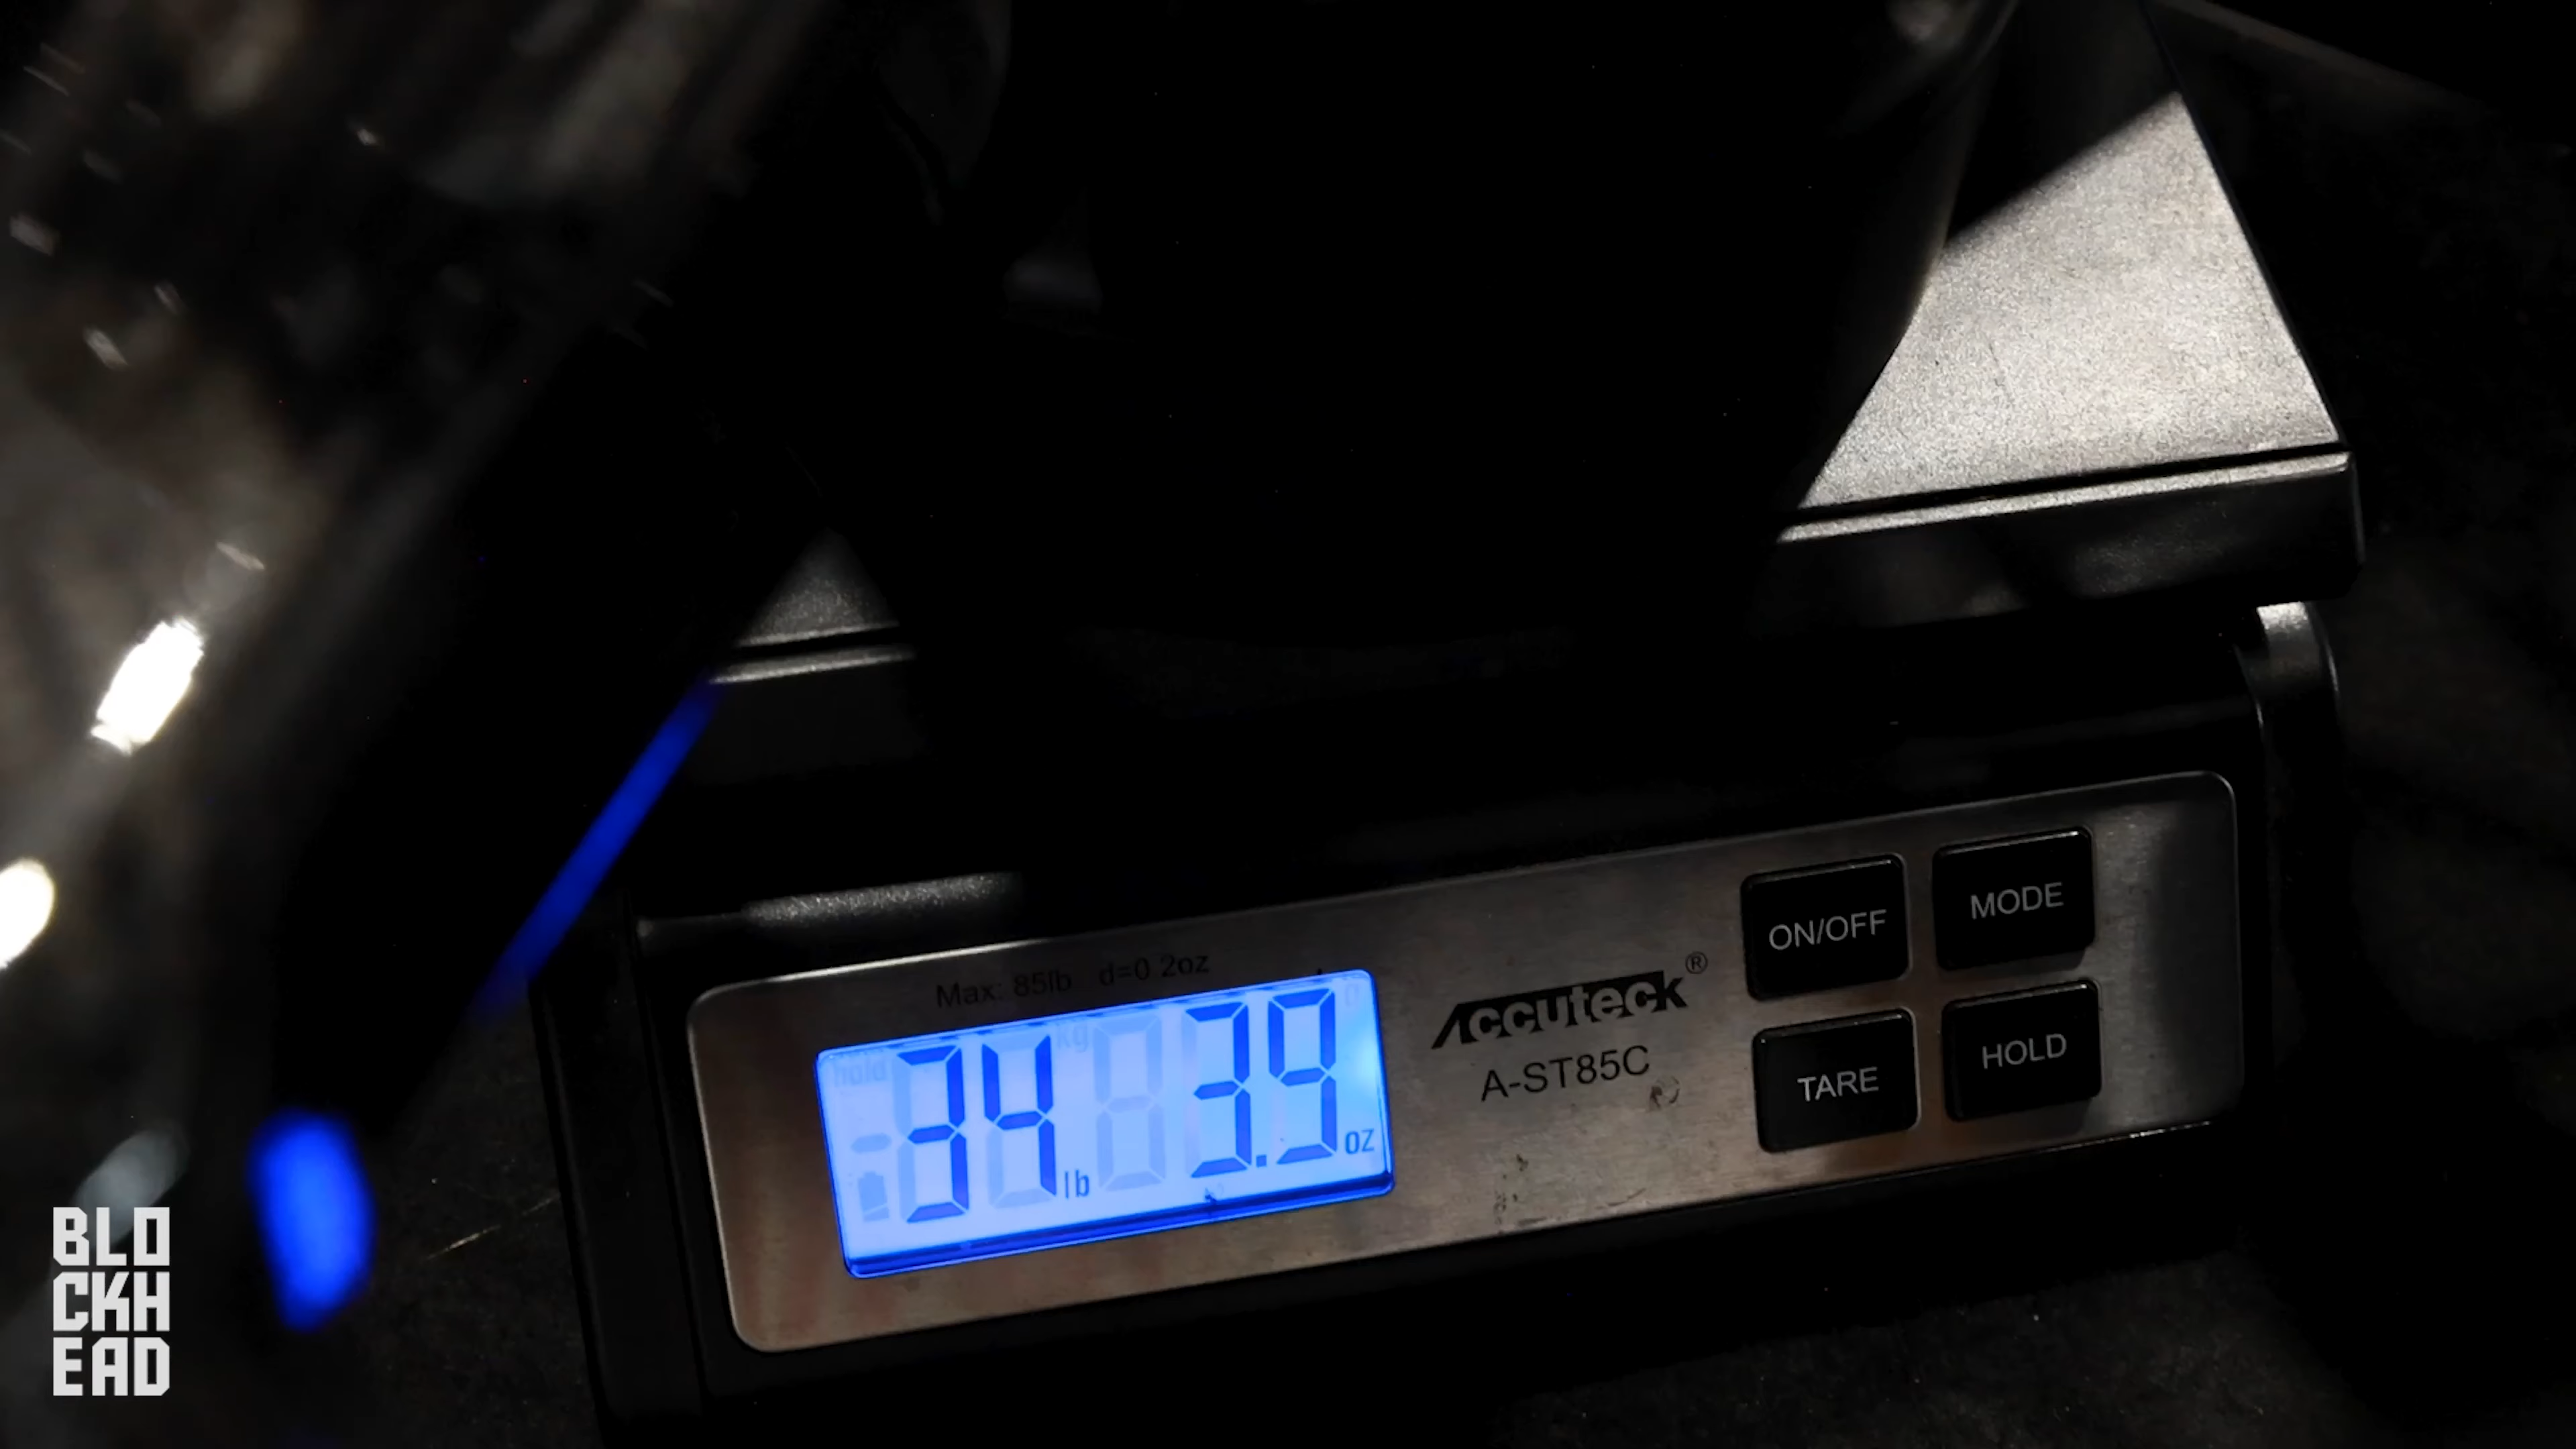 Max: 85lb d=0.2oz
34 lb 3.9 oz
hold
kg
Accuteck®
A-ST85C
ON/OFF
MODE
TARE
HOLD
BLO
CKH
EAD